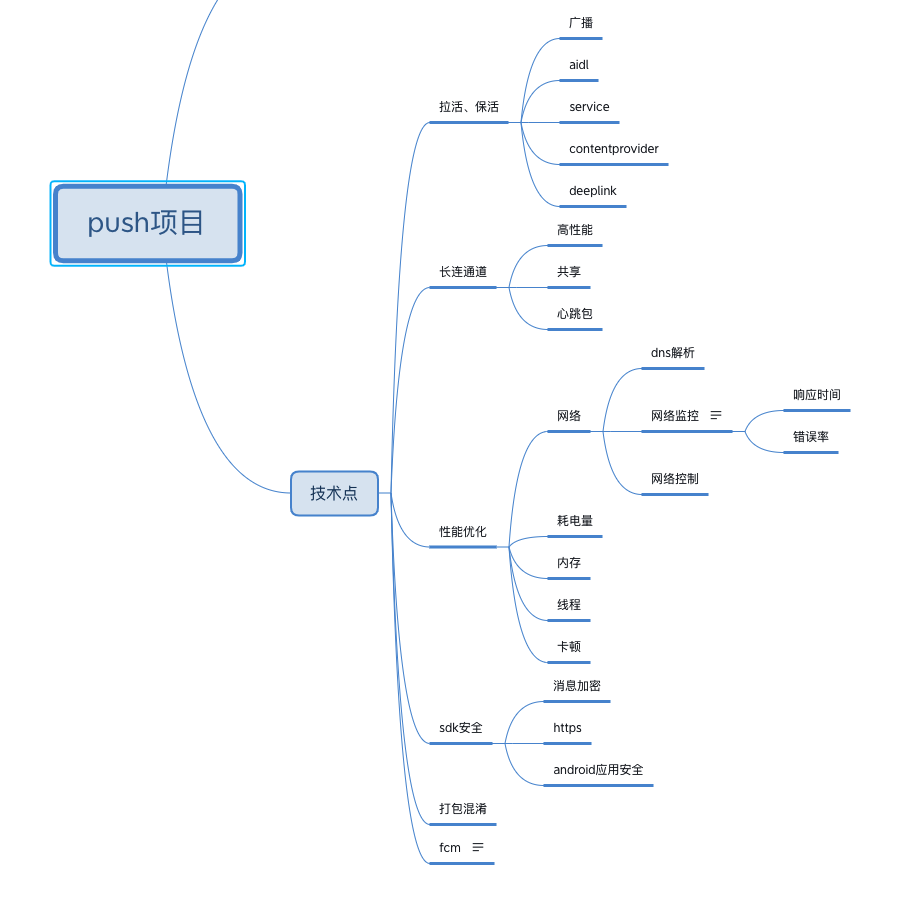 push项目
技术点
拉活、保活
广播
aidl
service
contentprovider
deeplink
长连通道
高性能
共享
心跳包
性能优化
网络
dns解析
网络监控
响应时间
错误率
网络控制
耗电量
内存
线程
卡顿
sdk安全
消息加密
https
android应用安全
打包混淆
fcm